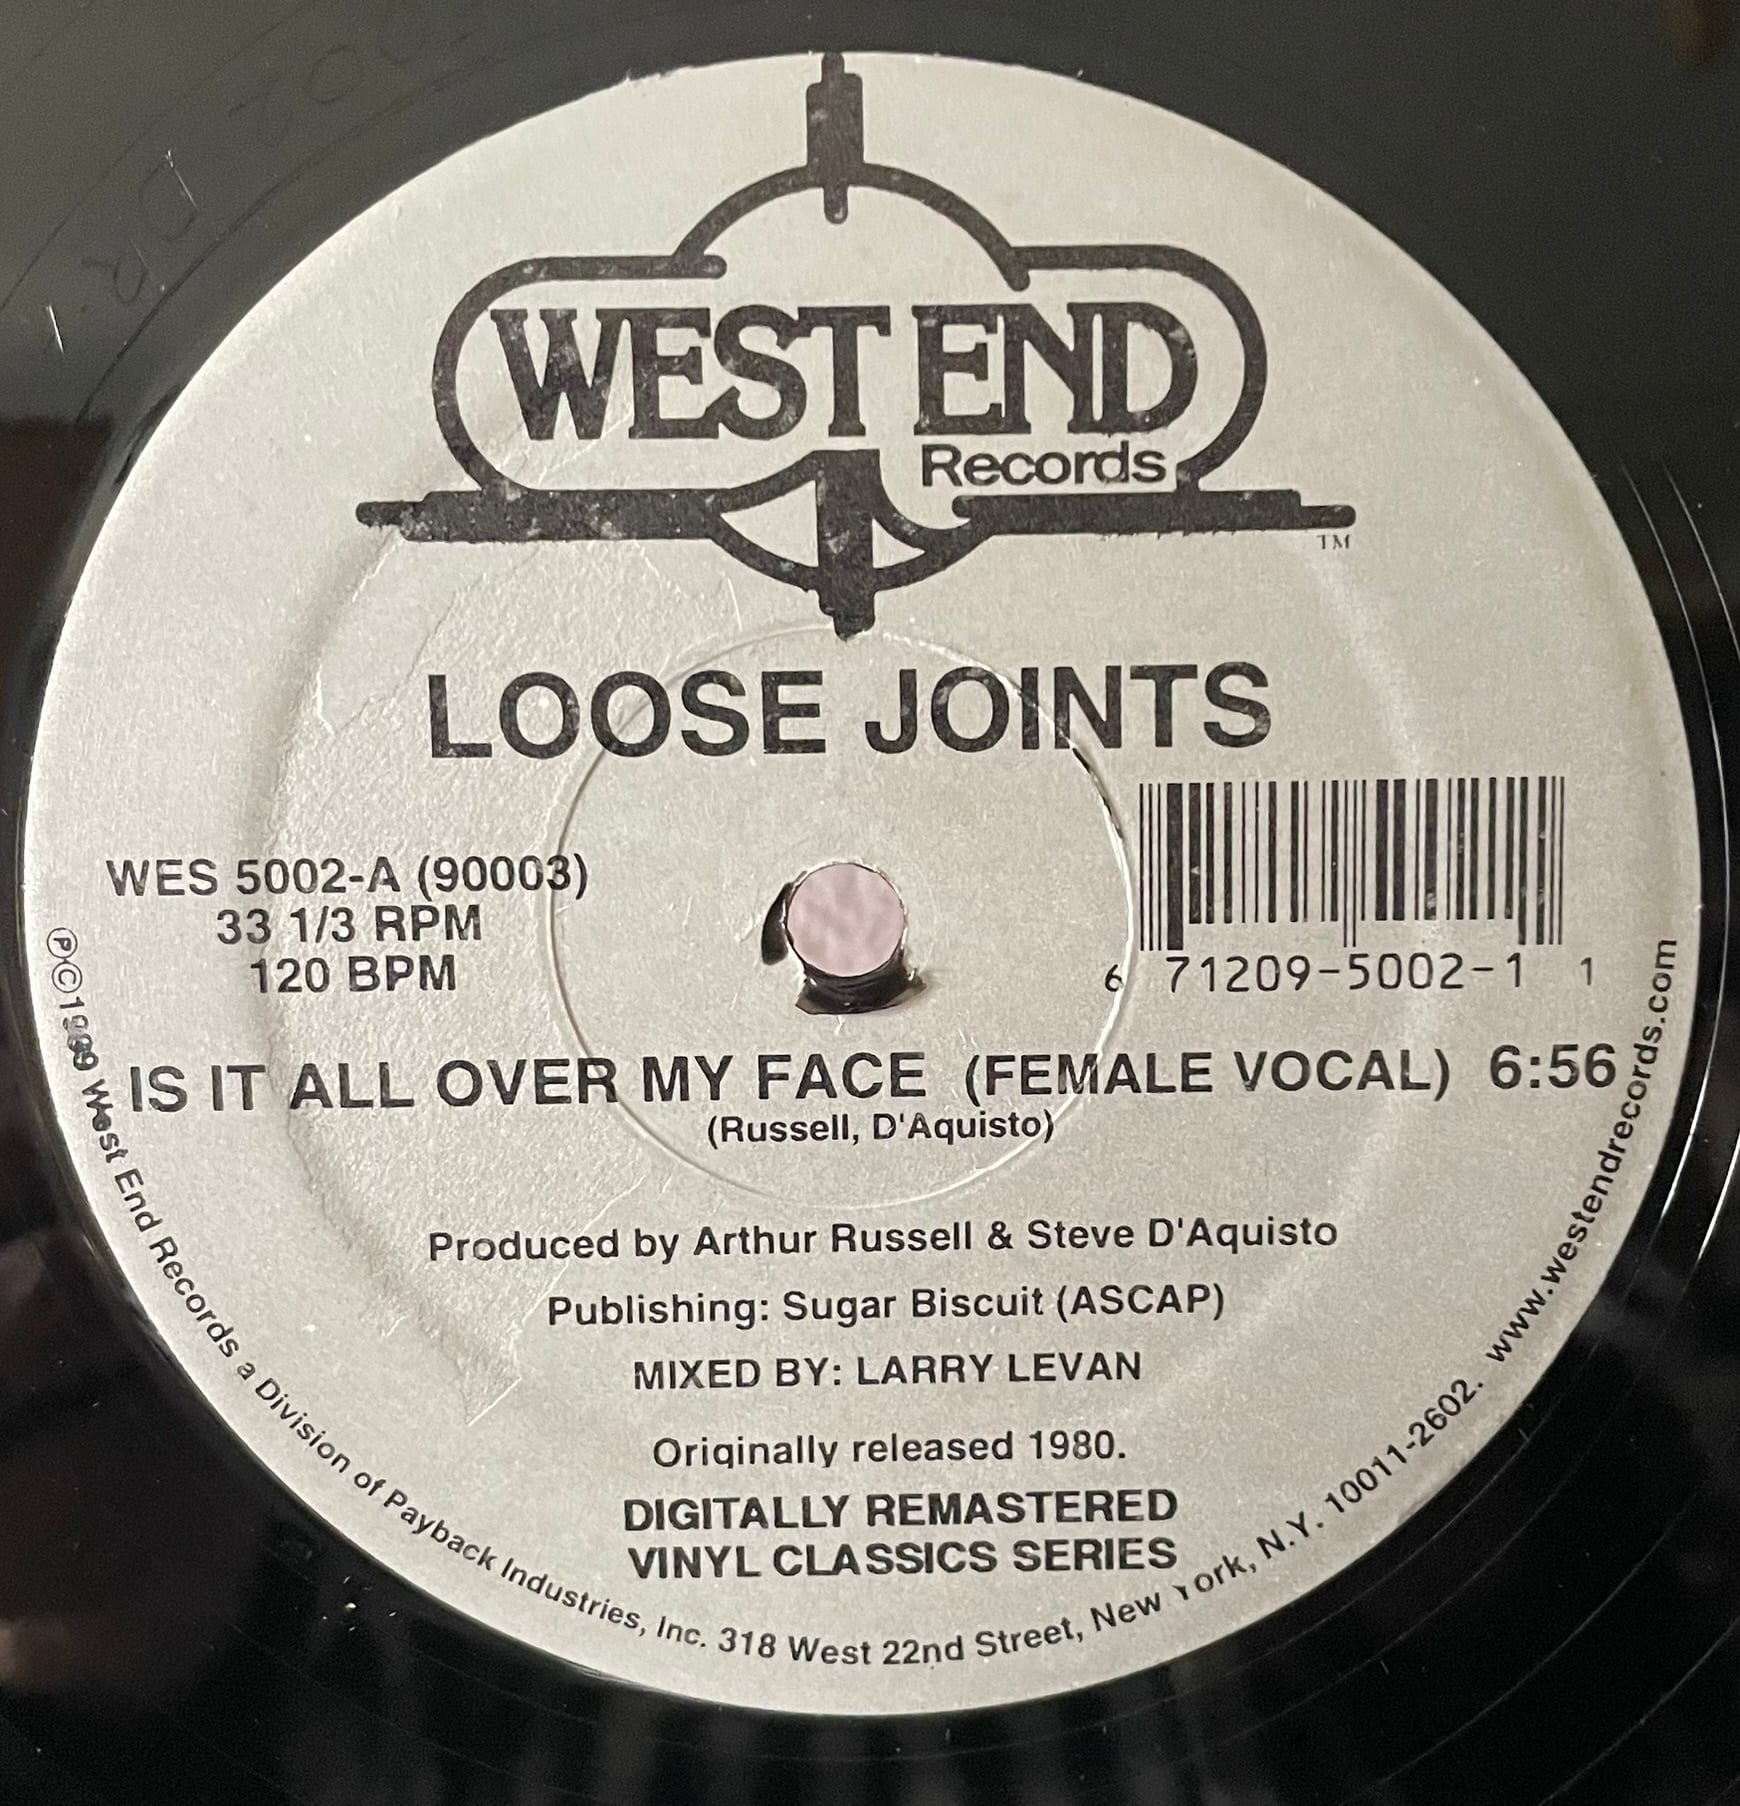 WEST END
Records
TM
LOOSE JOINTS
WES 5002-A (90003)
33 1/3 RPM
120 BPM
6 71209-5002-1 1
IS IT ALL OVER MY FACE (FEMALE VOCAL) 6:56
(Russell, D'Aquisto)
Produced by Arthur Russell & Steve D'Aquisto
Publishing: Sugar Biscuit (ASCAP)
MIXED BY: LARRY LEVAN
Originally released 1980.
DIGITALLY REMASTERED
VINYL CLASSICS SERIES
℗©1999 West End Records a Division of Payback Industries, Inc. 318 West 22nd Street, New York, N.Y. 10011-2602. www.westendrecords.com